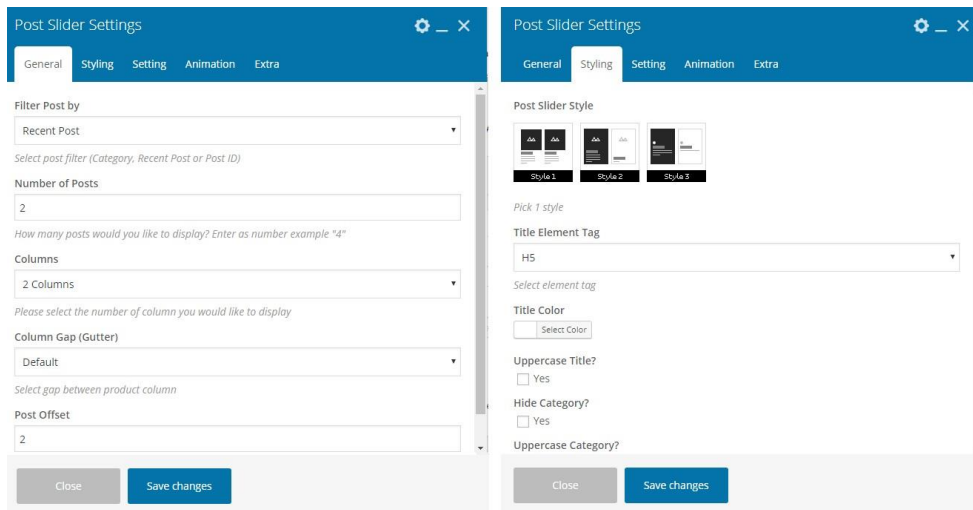 Post Slider Settings
General Styling Setting Animation Extra
Filter Post by
Recent Post
Select post filter (Category, Recent Post or Post ID)
Number of Posts
2
How many posts would you like to display? Enter as number example "4"
Columns
2 Columns
Please select the number of column you would like to display
Column Gap (Gutter)
Default
Select gap between product column
Post Offset
2
Close Save changes
Post Slider Settings
General Styling Setting Animation Extra
Post Slider Style
Style 1 Style 2 Style 3
Pick 1 style
Title Element Tag
H5
Select element tag
Title Color
Select Color
Uppercase Title?
Yes
Hide Category?
Yes
Uppercase Category?
Close Save changes